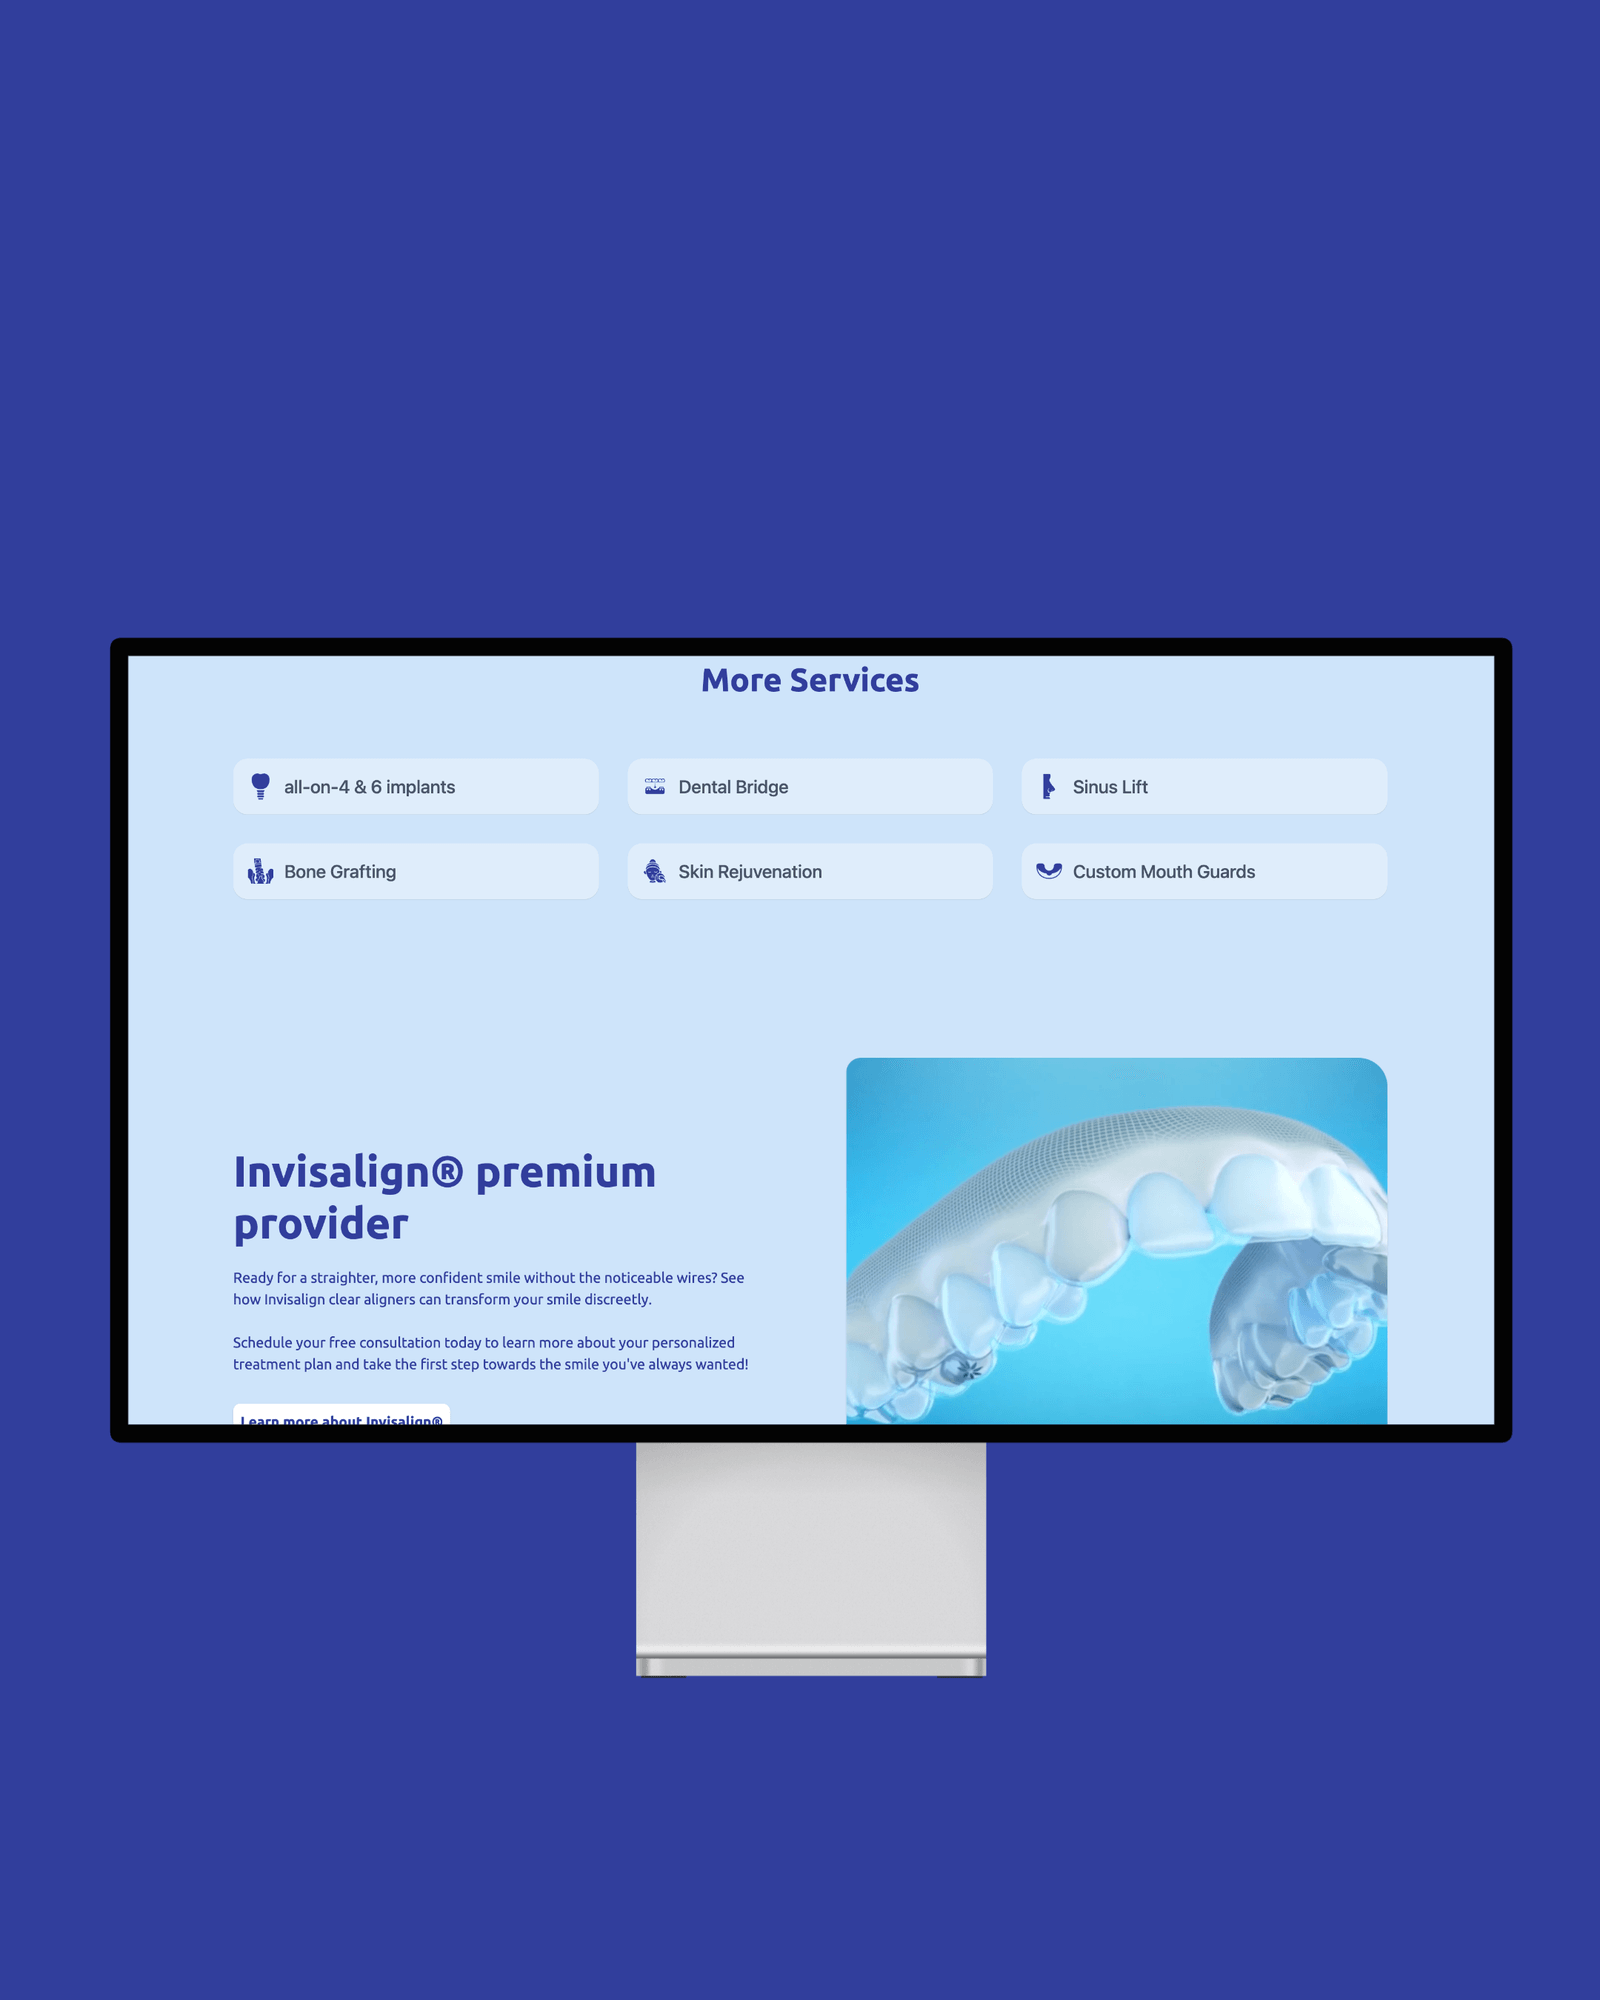 More Services
all-on-4 & 6 implants
Dental Bridge
Sinus Lift
Bone Grafting
Skin Rejuvenation
Custom Mouth Guards
Invisalign® premium
provider
Ready for a straighter, more confident smile without the noticeable wires? See
how Invisalign clear aligners can transform your smile discreetly.
Schedule your free consultation today to learn more about your personalized
treatment plan and take the first step towards the smile you've always wanted!
Learn more about Invisalign®